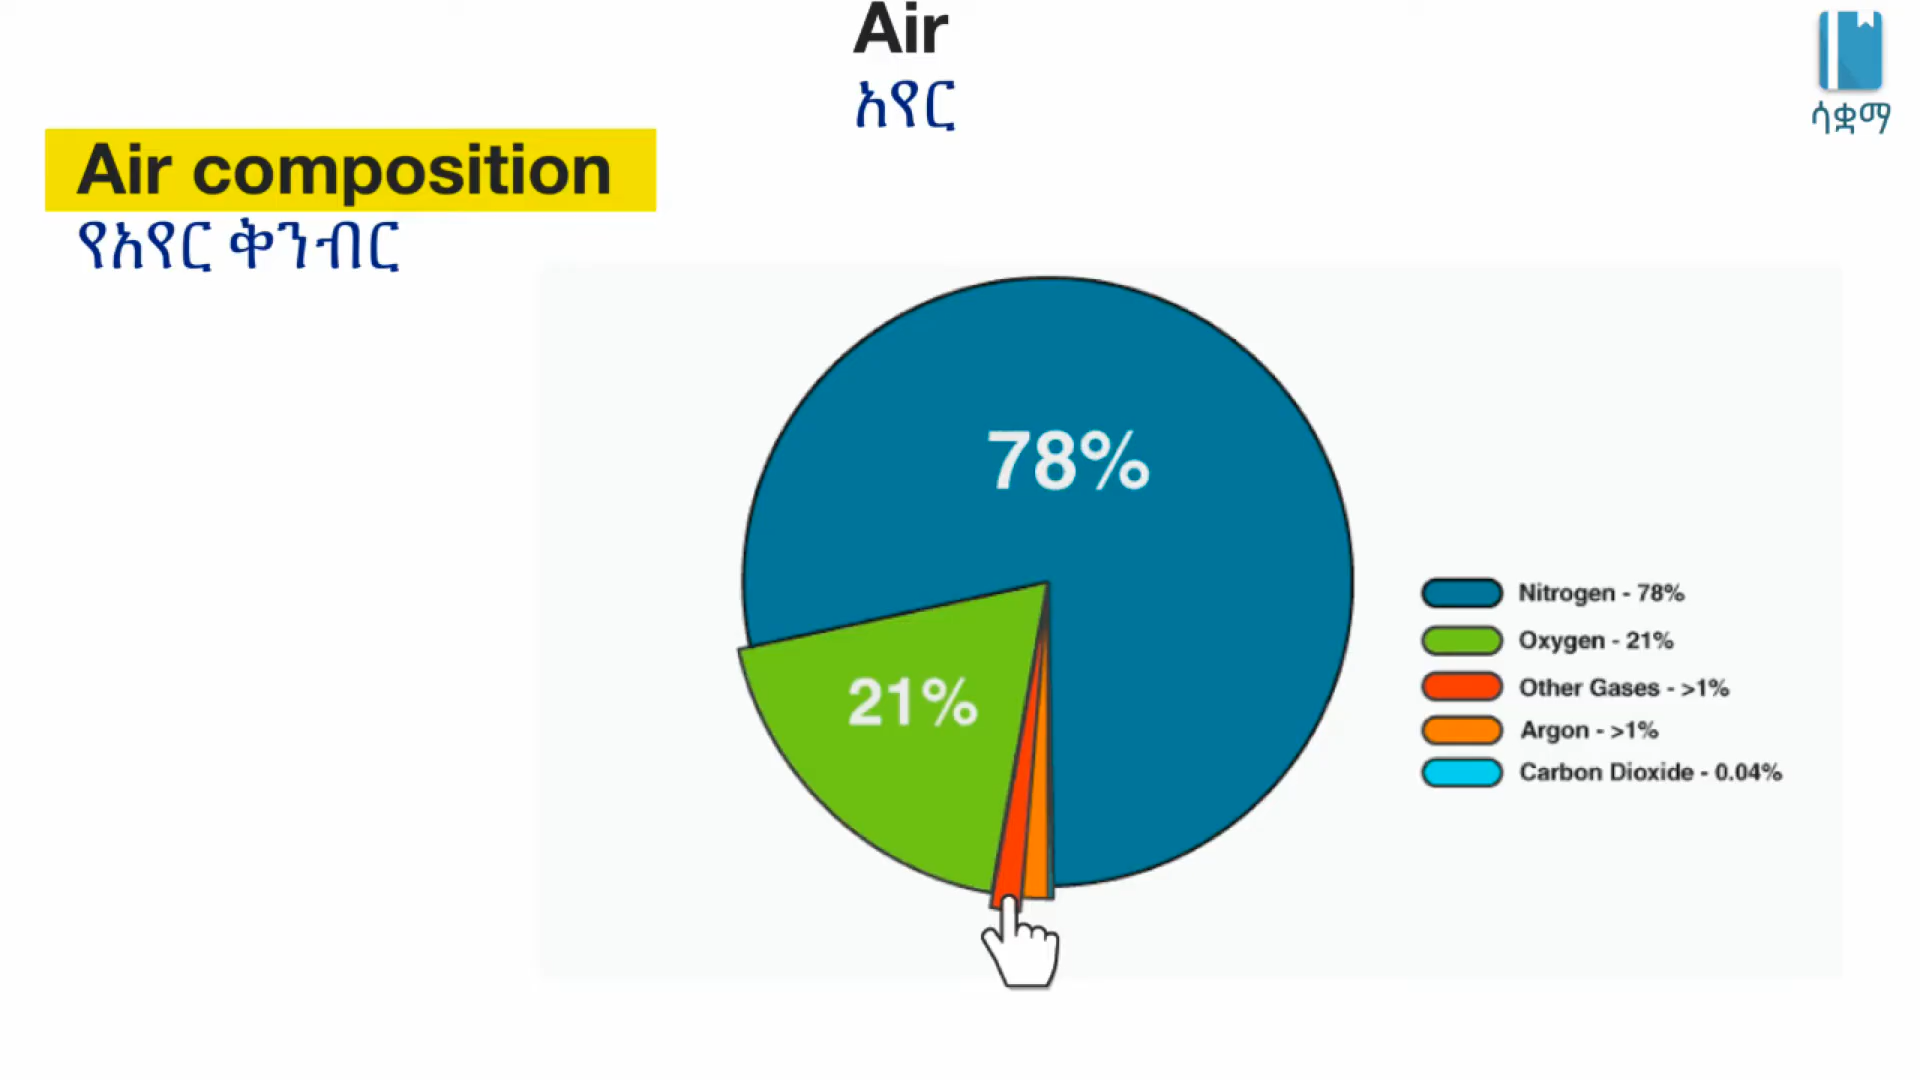 Air
አየር
ሳቋማ
Air composition
የአየር ቅንብር
78%
21%
Nitrogen - 78%
Oxygen - 21%
Other Gases - >1%
Argon - >1%
Carbon Dioxide - 0.04%